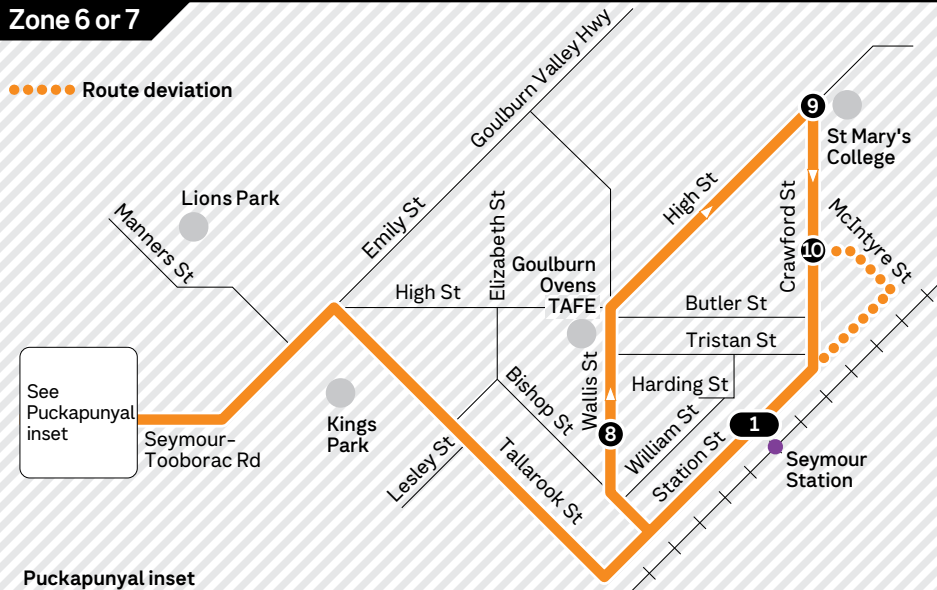 Zone 6 or 7
Route deviation
Goulburn Valley Hwy
9
St Mary's
College
Lions Park
Manners St
Emily St
Elizabeth St
High St
Crawford St
McIntyre St
10
High St
Goulburn
Ovens
TAFE
Butler St
Tristan St
See
Puckapunyal
inset
Seymour-
Tooborac Rd
Kings
Park
Bishop St
Wallis St
Harding St
8
William St
1
Lesley St
Tallarook St
Station St
Seymour
Station
Puckapunyal inset